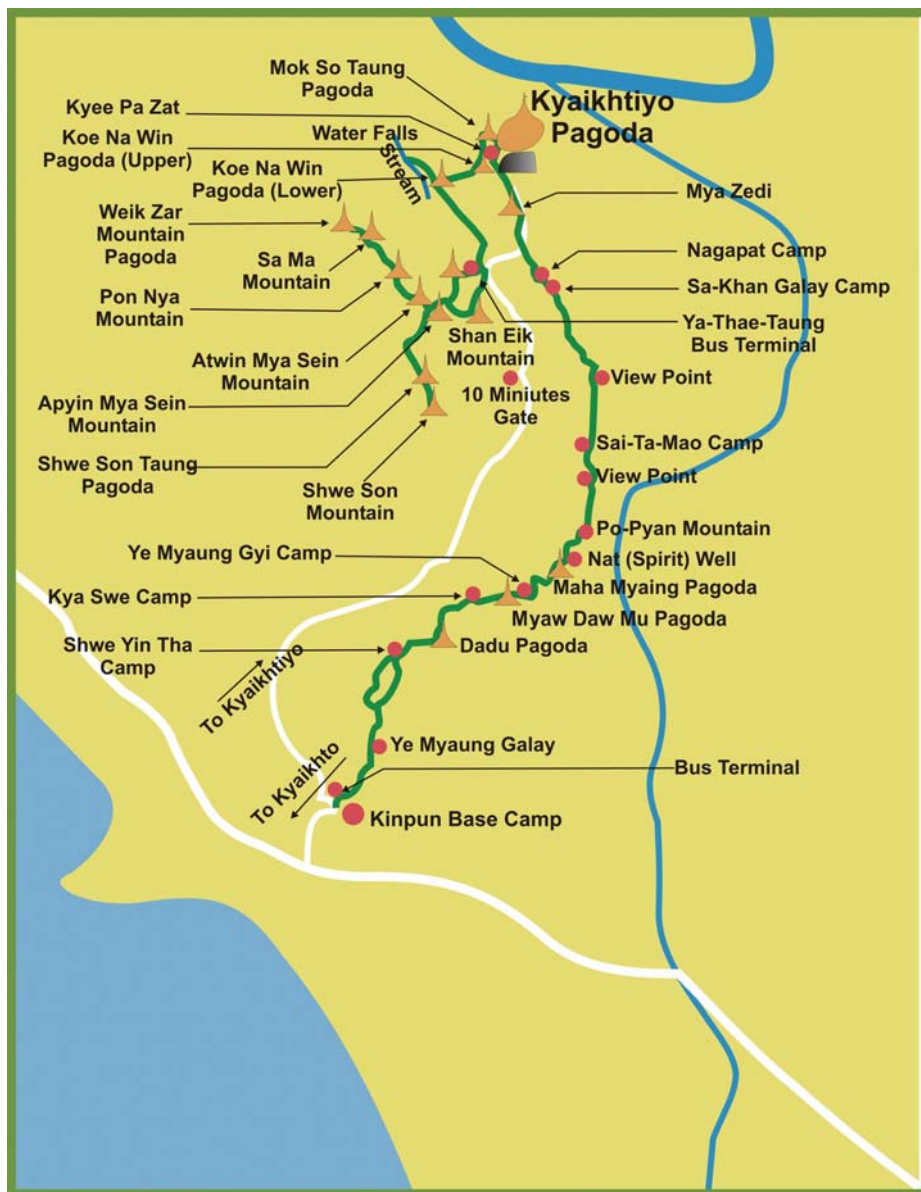 Mok So Taung
Pagoda
Kyaikhtiyo
Pagoda
Kyee Pa Zat
Water Falls
Koe Na Win
Pagoda (Upper)
Stream
Koe Na Win
Pagoda (Lower)
Mya Zedi
Weik Zar
Mountain
Pagoda
Sa Ma
Mountain
Nagapat Camp
Sa-Khan Galay Camp
Pon Nya
Mountain
Ya-Thae-Taung
Bus Terminal
Shan Eik
Mountain
Atwin Mya Sein
Mountain
View Point
10 Miniutes
Gate
Apyin Mya Sein
Mountain
Sai-Ta-Mao Camp
Shwe Son Taung
Pagoda
View Point
Shwe Son
Mountain
Po-Pyan Mountain
Ye Myaung Gyi Camp
Nat (Spirit) Well
Maha Myaing Pagoda
Kya Swe Camp
Myaw Daw Mu Pagoda
Shwe Yin Tha
Camp
Dadu Pagoda
To Kyaikhtiyo
Ye Myaung Galay
To Kyaikhto
Bus Terminal
Kinpun Base Camp